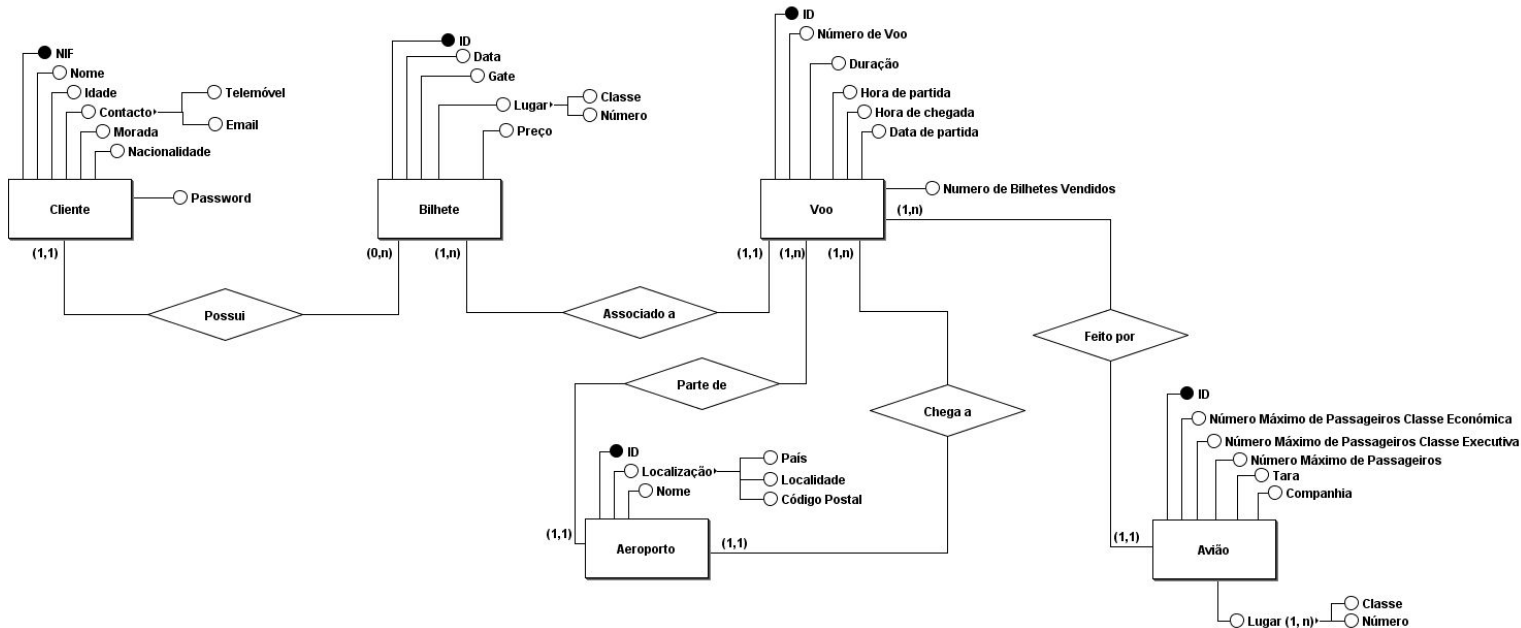 NIF
Nome
Idade
Contacto
Telemóvel
Email
Morada
Nacionalidade
Password
Cliente
(1,1)
ID
Data
Gate
Lugar
Classe
Número
Preço
Bilhete
(0,n)
(1,n)
ID
Número de Voo
Duração
Hora de partida
Hora de chegada
Data de partida
Numero de Bilhetes Vendidos
Voo
(1,n)
(1,1)
(1,n)
(1,n)
Possui
Associado a
Parte de
Chega a
Feito por
ID
Localização
País
Localidade
Código Postal
Nome
Aeroporto
(1,1)
(1,1)
ID
Número Máximo de Passageiros Classe Económica
Número Máximo de Passageiros Classe Executiva
Número Máximo de Passageiros
Tara
Companhia
Avião
(1,1)
Lugar (1, n)
Classe
Número